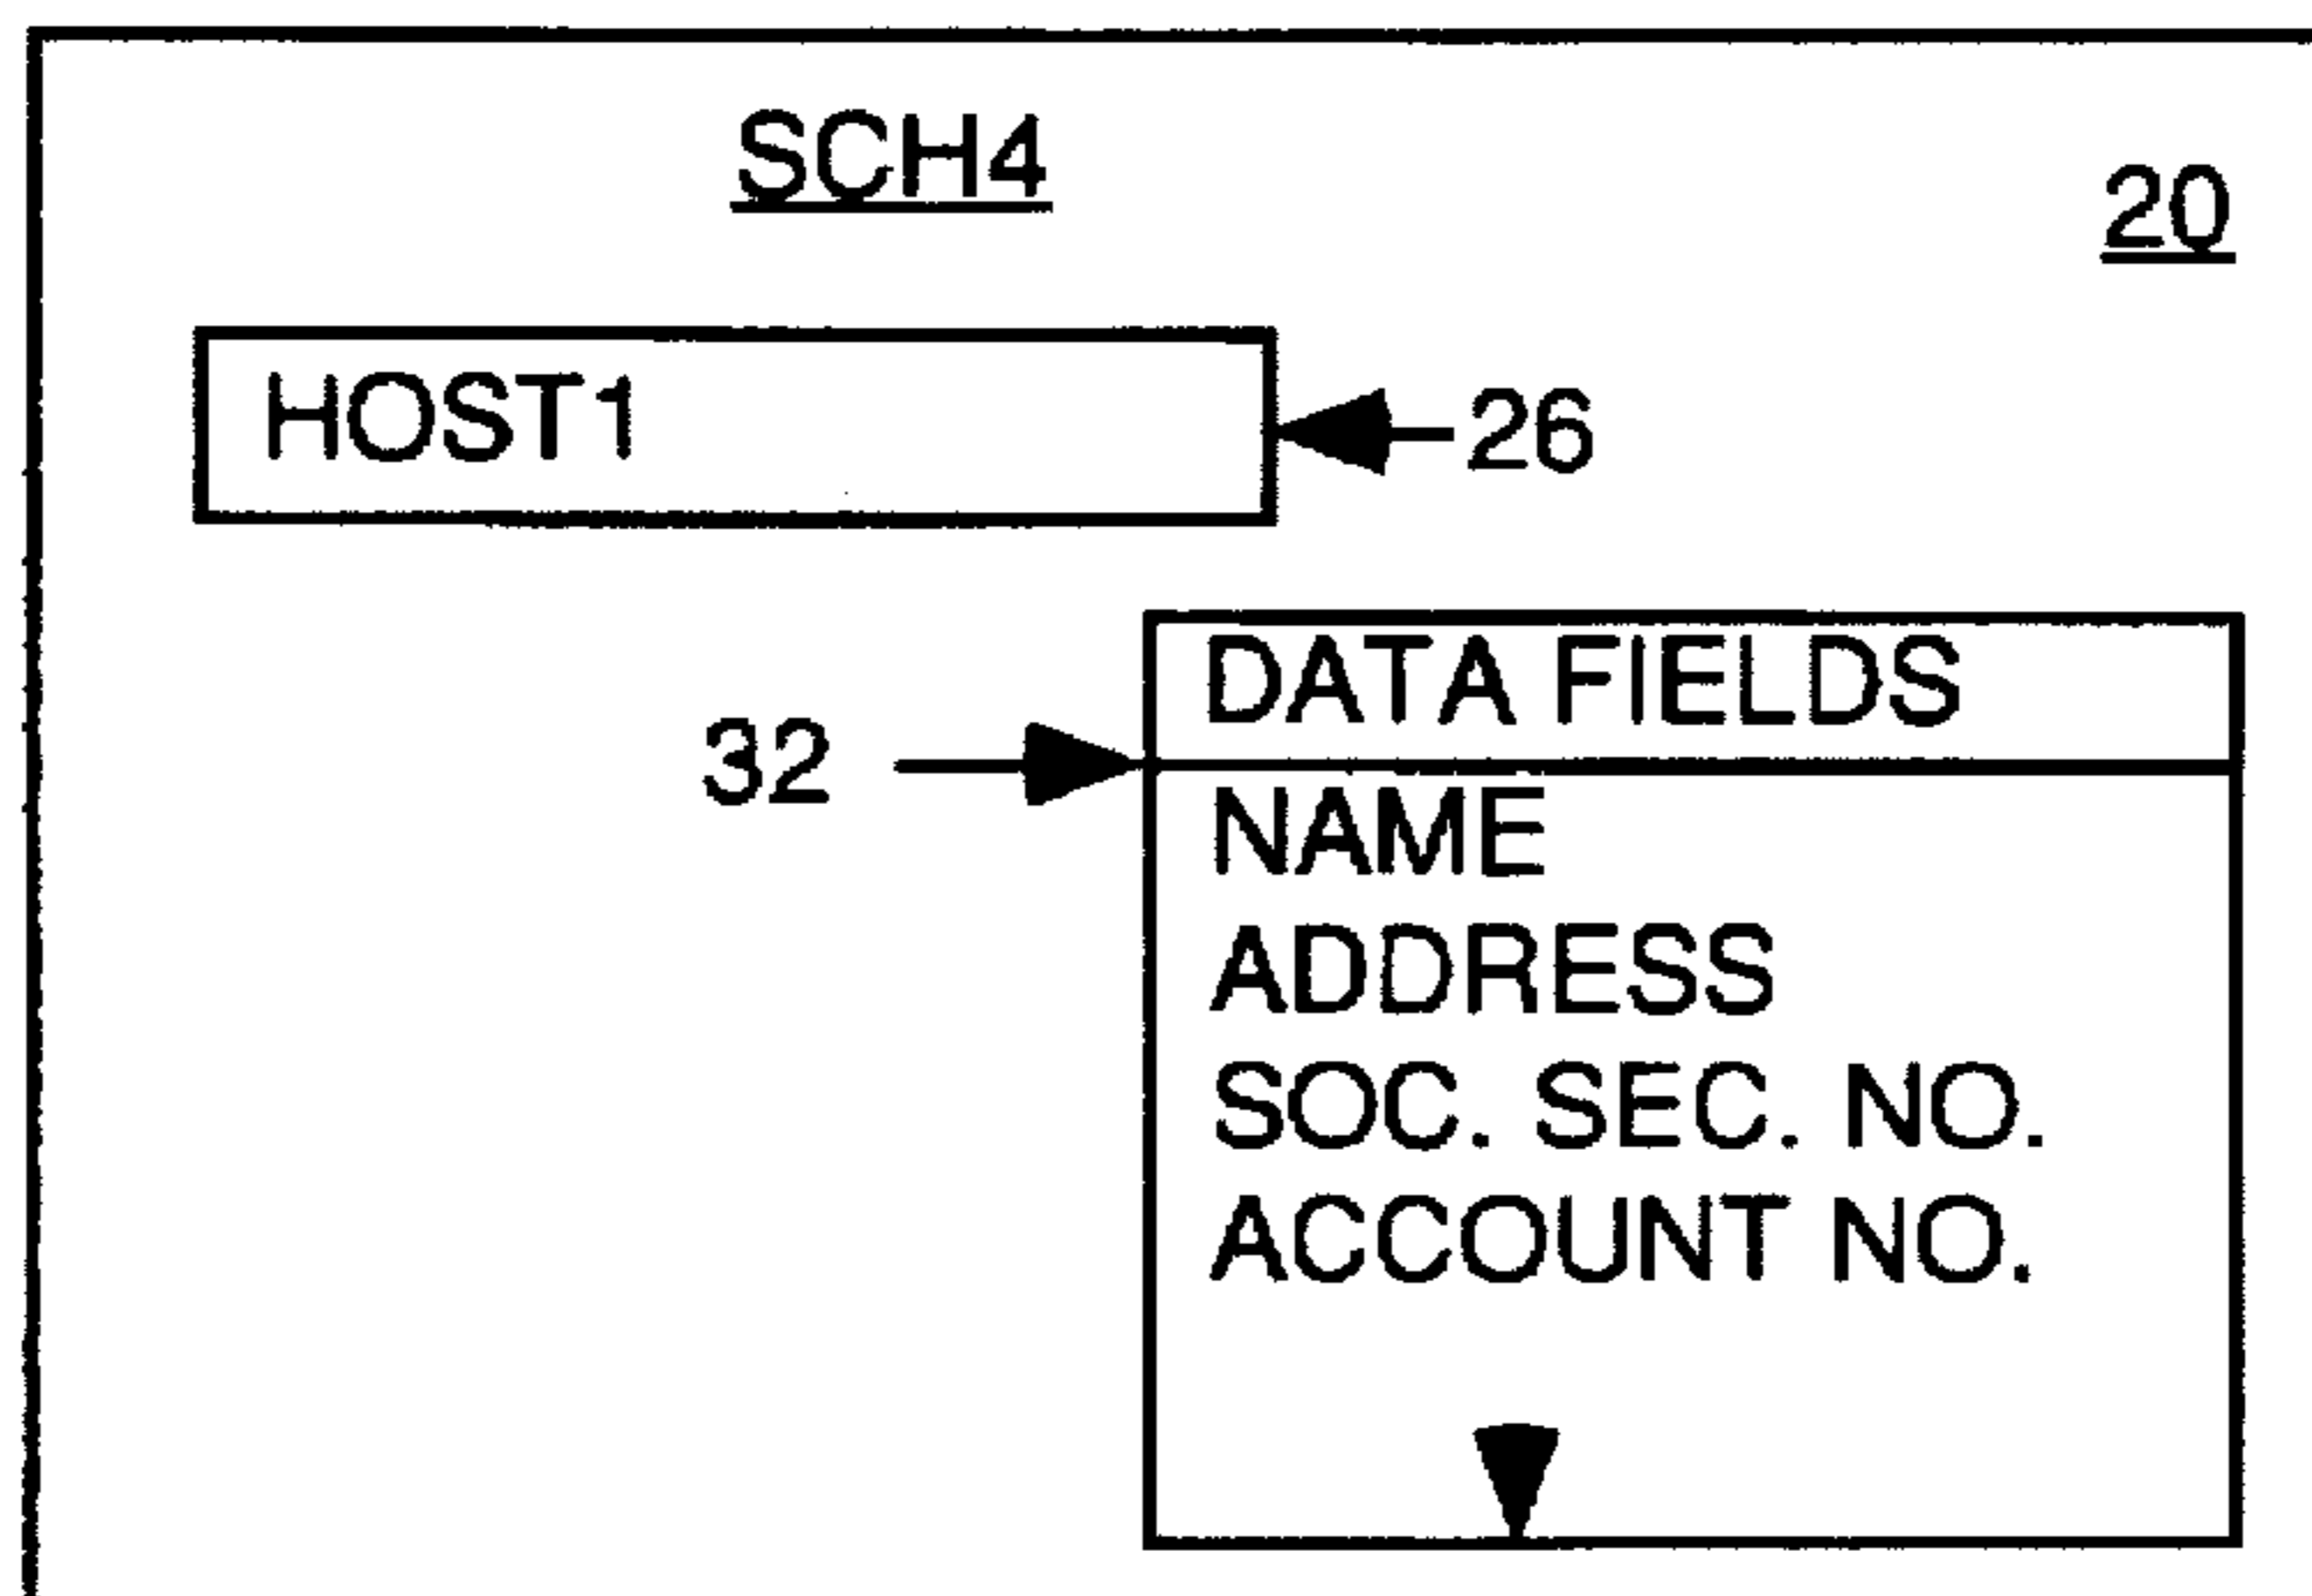 SCH4
20
HOST1
26
DATA FIELDS
32
NAME
ADDRESS
SOC. SEC. NO.
ACCOUNT NO.